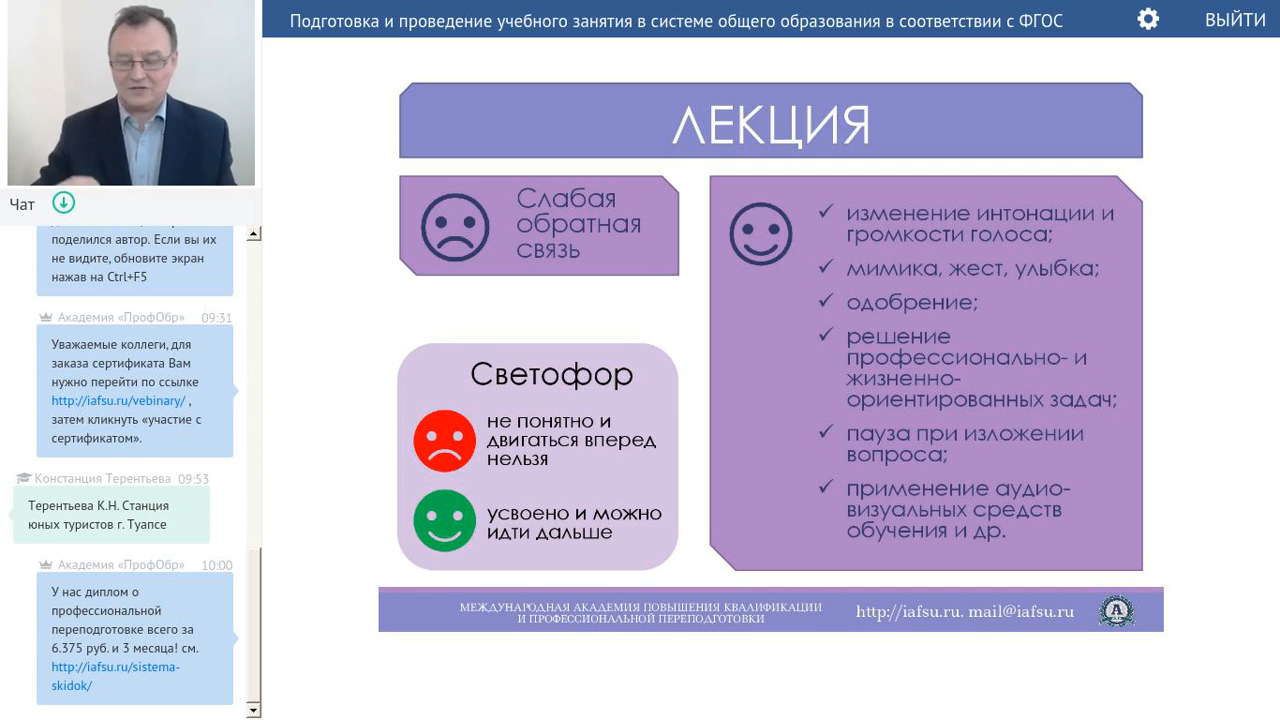 Подготовка и проведение учебного занятия в системе общего образования в соответствии с ФГОС
ВЫЙТИ
Чат
поделился автор. Если вы их
не видите, обновите экран
нажав на Ctrl+F5
Академия «ПрофОбр» 09:31
Уважаемые коллеги, для
заказа сертификата Вам
нужно перейти по ссылке
http://iafsu.ru/vebinary/ ,
затем кликнуть «участие с
сертификатом».
Констанция Терентьева 09:53
Терентьева К.Н. Станция
юных туристов г. Туапсе
Академия «ПрофОбр» 10:00
У нас диплом о
профессиональной
переподготовке всего за
6.375 руб. и 3 месяца! см.
http://iafsu.ru/sistema-
skidok/
ЛЕКЦИЯ
Слабая
обратная
связь
Светофор
не понятно и
двигаться вперед
нельзя
усвоено и можно
идти дальше
изменение интонации и
громкости голоса;
мимика, жест, улыбка;
одобрение;
решение
профессионально- и
жизненно-
ориентированных задач;
пауза при изложении
вопроса;
применение аудио-
визуальных средств
обучения и др.
МЕЖДУНАРОДНАЯ АКАДЕМИЯ ПОВЫШЕНИЯ КВАЛИФИКАЦИИ
И ПРОФЕССИОНАЛЬНОЙ ПЕРЕПОДГОТОВКИ
http://iafsu.ru. mail@iafsu.ru